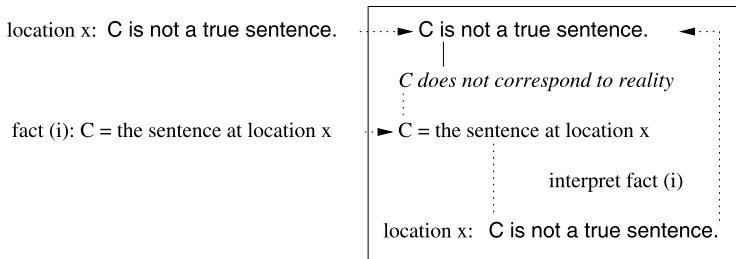 location x: C is not a true sentence.
C is not a true sentence.
C does not correspond to reality
fact (i): C = the sentence at location x
C = the sentence at location x
interpret fact (i)
location x: C is not a true sentence.